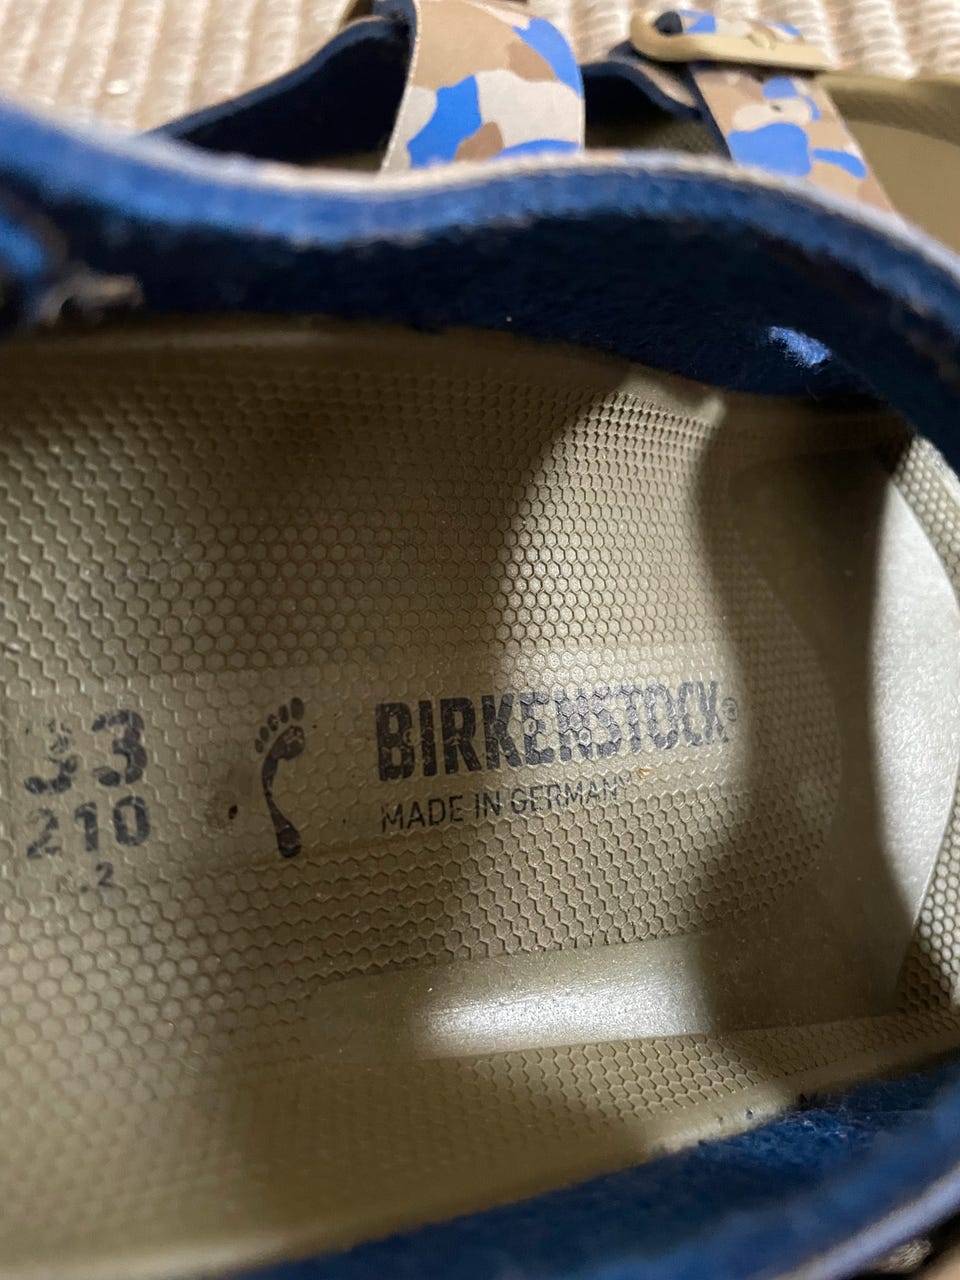 33
210
BIRKENSTOCK®
MADE IN GERMANY